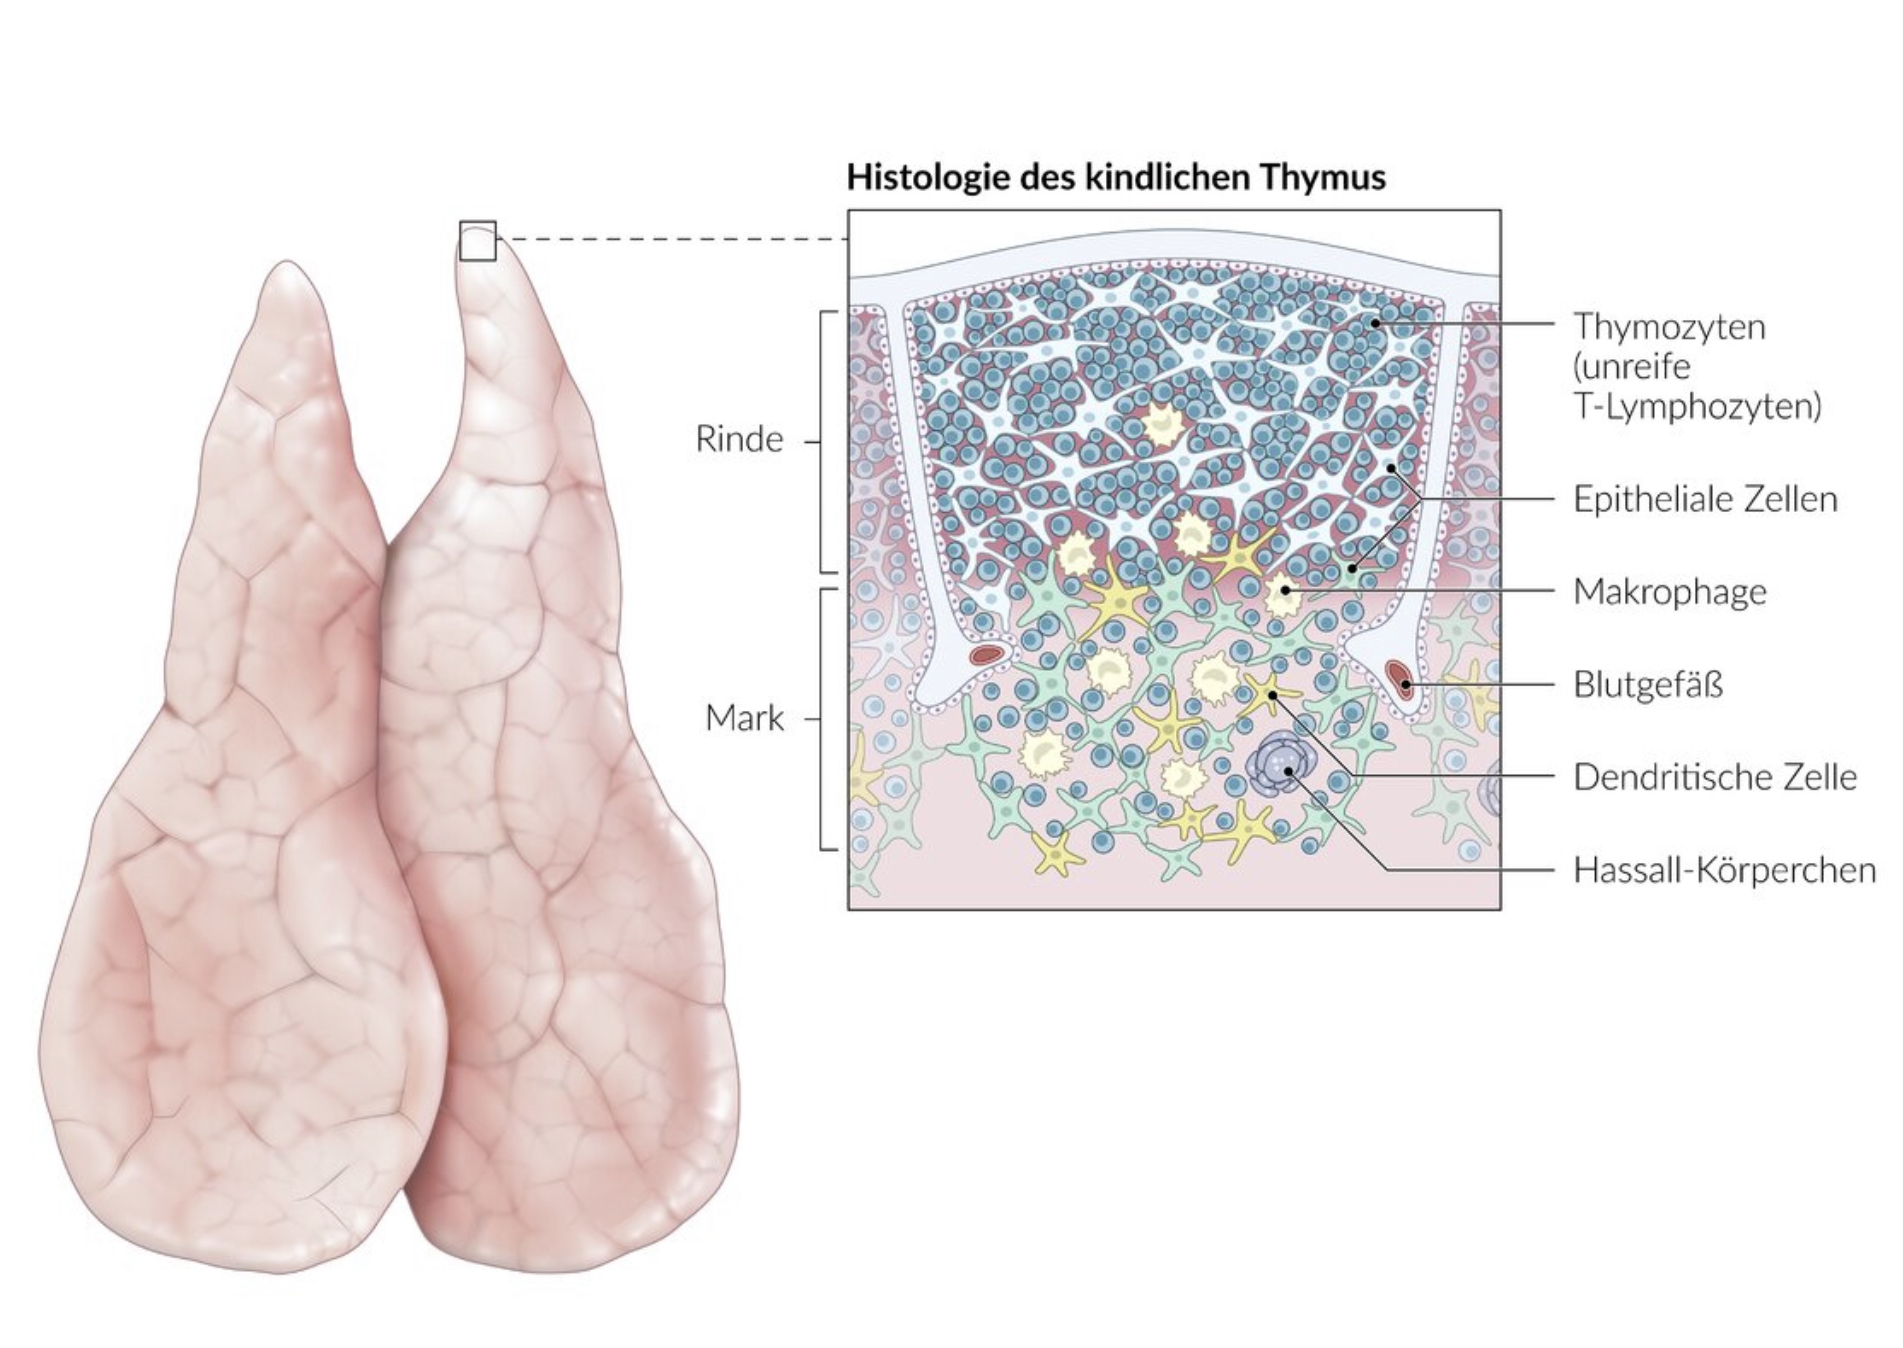 Histologie des kindlichen Thymus
Rinde
Mark
Thymozyten
(unreife
T-Lymphozyten)
Epitheliale Zellen
Makrophage
Blutgefäß
Dendritische Zelle
Hassall-Körperchen